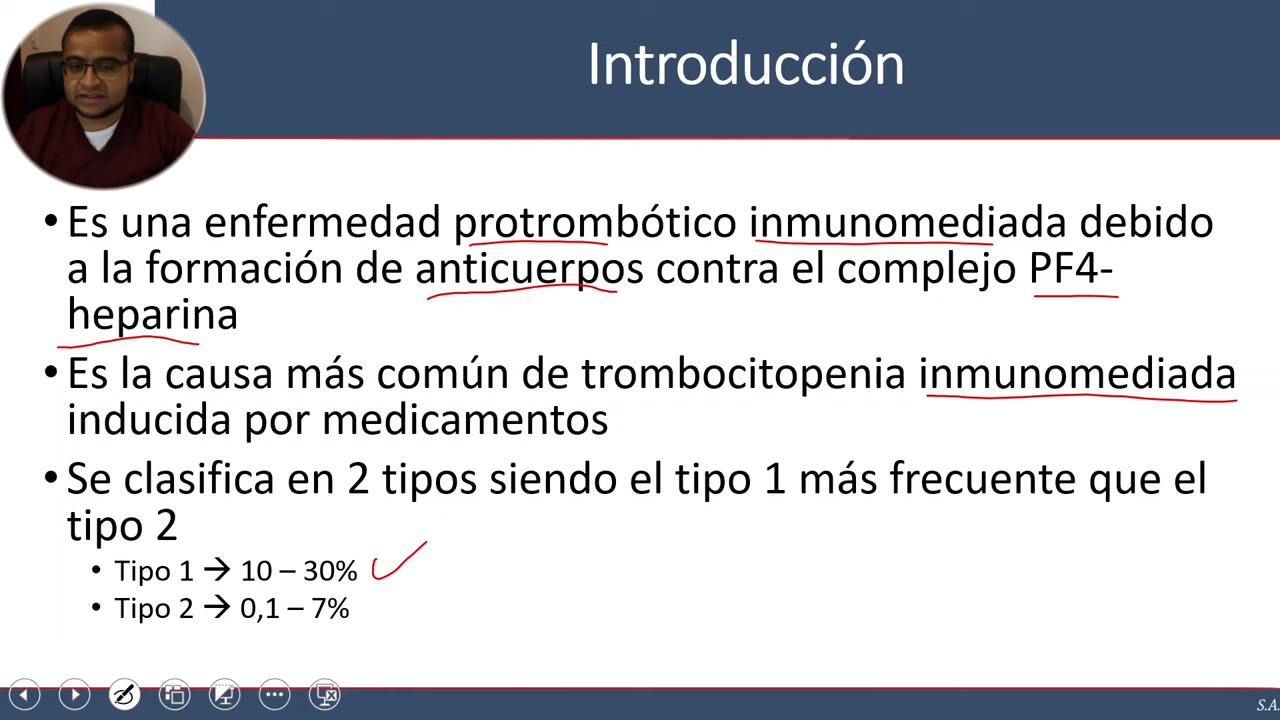 Introducción
• Es una enfermedad protrombótico inmunomediada debido
a la formación de anticuerpos contra el complejo PF4-
heparina
• Es la causa más común de trombocitopenia inmunomediada
inducida por medicamentos
• Se clasifica en 2 tipos siendo el tipo 1 más frecuente que el
tipo 2
• Tipo 1 → 10 – 30%
• Tipo 2 → 0,1 – 7%
S.A.